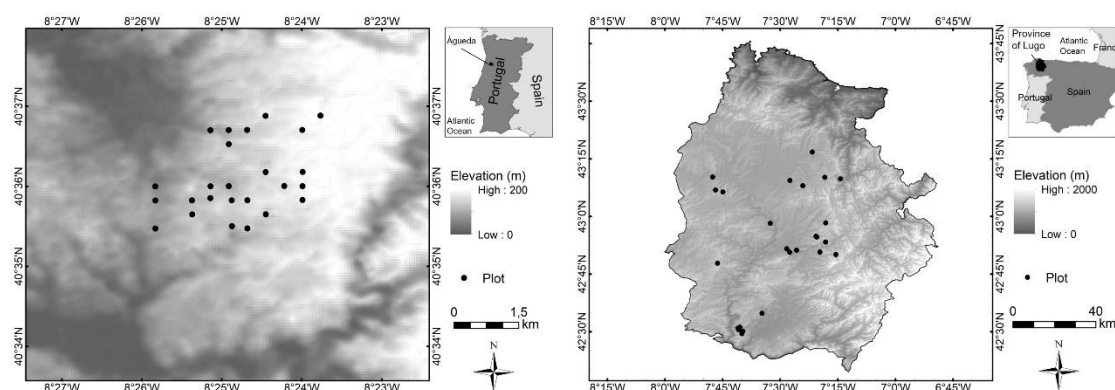 8°27'W
8°26'W
8°25'W
8°24'W
8°23'W
40°37'N
40°36'N
40°35'N
40°34'N
40°37'N
40°36'N
40°35'N
40°34'N
8°27'W
8°26'W
8°25'W
8°24'W
8°23'W
Águeda
Portugal
Spain
Atlantic
Ocean
Elevation (m)
High : 200
Low : 0
Plot
0 1,5
km
N
8°15'W
8°0'W
7°45'W
7°30'W
7°15'W
7°0'W
6°45'W
43°45'N
43°30'N
43°15'N
43°0'N
42°45'N
42°30'N
43°45'N
43°30'N
43°15'N
43°0'N
42°45'N
42°30'N
8°15'W
8°0'W
7°45'W
7°30'W
7°15'W
7°0'W
6°45'W
Province
of Lugo
Atlantic
Ocean
Franc
Portugal
Spain
Elevation (m)
High : 2000
Low : 0
Plot
0 40
km
N